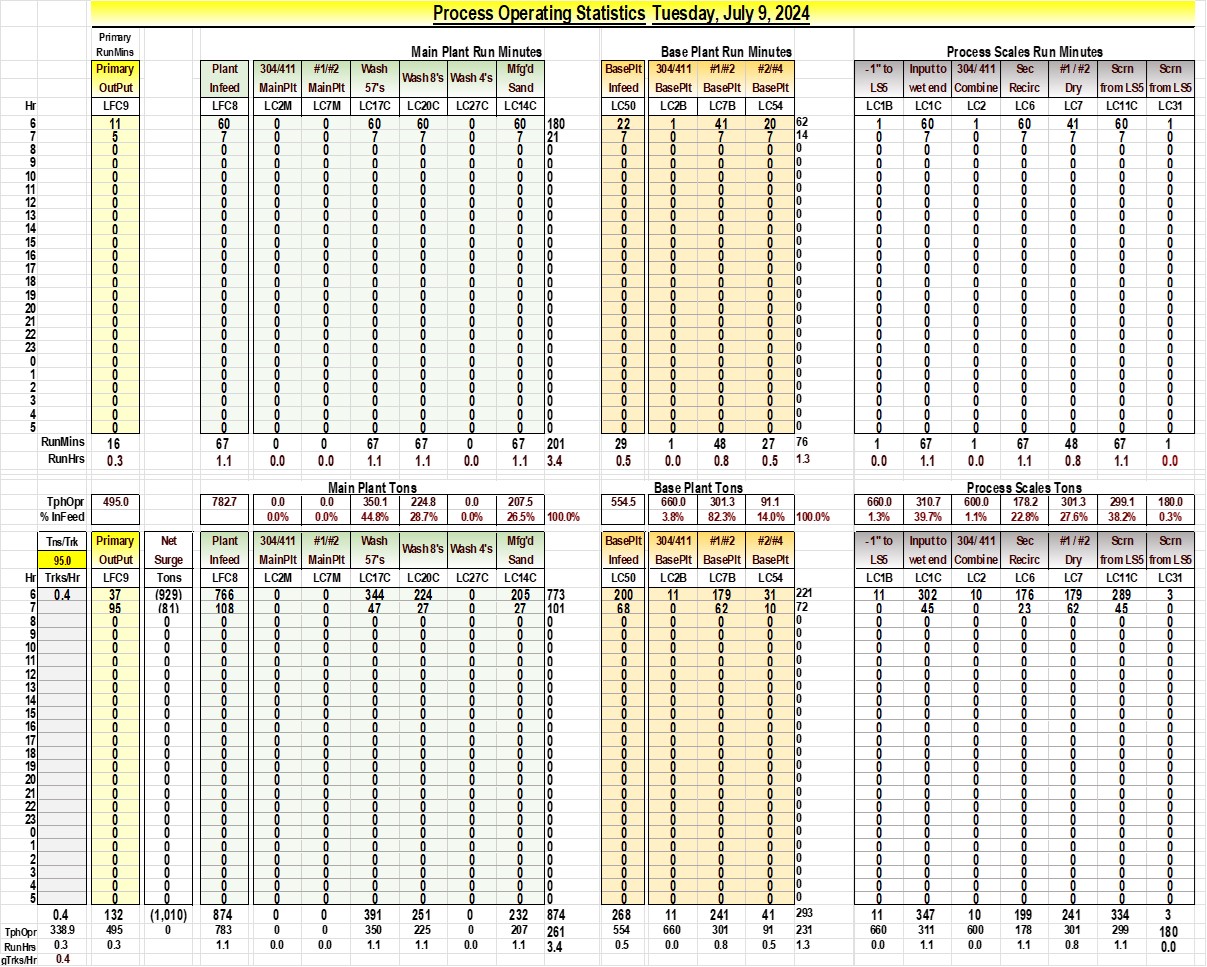 Process Operating Statistics Tuesday, July 9, 2024
Primary
RunMins Main Plant Run Minutes Base Plant Run Minutes Process Scales Run Minutes
Primary Plant 304/411 #1/#2 Wash Wash 8's Wash 4's Mfg'd BasePlt 304/411 #1/#2 #2/#4 -1" to Input to 304/ 411 Sec #1 / #2 Scrn Scrn
OutPut Infeed MainPlt MainPlt 57's Sand Infeed BasePlt BasePlt BasePlt LS5 wet end Combine Recirc Dry from LS5 from LS5
Hr LFC9 LFC8 LC2M LC7M LC17C LC20C LC27C LC14C LC50 LC2B LC7B LC54 LC1B LC1C LC2 LC6 LC7 LC11C LC31
6 11 60 0 0 60 60 0 60 180 22 1 41 20 62 1 60 1 60 41 60 1
7 5 7 0 0 7 7 0 7 21 7 0 7 7 14 0 7 0 7 7 7 0
8 0 0 0 0 0 0 0 0 0 0 0 0 0 0 0 0 0 0 0 0 0
9 0 0 0 0 0 0 0 0 0 0 0 0 0 0 0 0 0 0 0 0 0
10 0 0 0 0 0 0 0 0 0 0 0 0 0 0 0 0 0 0 0 0 0
11 0 0 0 0 0 0 0 0 0 0 0 0 0 0 0 0 0 0 0 0 0
12 0 0 0 0 0 0 0 0 0 0 0 0 0 0 0 0 0 0 0 0 0
13 0 0 0 0 0 0 0 0 0 0 0 0 0 0 0 0 0 0 0 0 0
14 0 0 0 0 0 0 0 0 0 0 0 0 0 0 0 0 0 0 0 0 0
15 0 0 0 0 0 0 0 0 0 0 0 0 0 0 0 0 0 0 0 0 0
16 0 0 0 0 0 0 0 0 0 0 0 0 0 0 0 0 0 0 0 0 0
17 0 0 0 0 0 0 0 0 0 0 0 0 0 0 0 0 0 0 0 0 0
18 0 0 0 0 0 0 0 0 0 0 0 0 0 0 0 0 0 0 0 0 0
19 0 0 0 0 0 0 0 0 0 0 0 0 0 0 0 0 0 0 0 0 0
20 0 0 0 0 0 0 0 0 0 0 0 0 0 0 0 0 0 0 0 0 0
21 0 0 0 0 0 0 0 0 0 0 0 0 0 0 0 0 0 0 0 0 0
22 0 0 0 0 0 0 0 0 0 0 0 0 0 0 0 0 0 0 0 0 0
23 0 0 0 0 0 0 0 0 0 0 0 0 0 0 0 0 0 0 0 0 0
0 0 0 0 0 0 0 0 0 0 0 0 0 0 0 0 0 0 0 0 0 0
1 0 0 0 0 0 0 0 0 0 0 0 0 0 0 0 0 0 0 0 0 0
2 0 0 0 0 0 0 0 0 0 0 0 0 0 0 0 0 0 0 0 0 0
3 0 0 0 0 0 0 0 0 0 0 0 0 0 0 0 0 0 0 0 0 0
4 0 0 0 0 0 0 0 0 0 0 0 0 0 0 0 0 0 0 0 0 0
5 0 0 0 0 0 0 0 0 0 0 0 0 0 0 0 0 0 0 0 0 0
RunMins 16 67 0 0 67 67 0 67 201 29 1 48 27 76 1 67 1 67 48 67 1
RunHrs 0.3 1.1 0.0 0.0 1.1 1.1 0.0 1.1 3.4 0.5 0.0 0.8 0.5 1.3 0.0 1.1 0.0 1.1 0.8 1.1 0.0
Main Plant Tons Base Plant Tons Process Scales Tons
TphOpr 495.0 782.7 0.0 0.0 350.1 224.8 0.0 207.5 554.5 660.0 301.3 91.1 660.0 310.7 600.0 178.2 301.3 299.1 180.0
% InFeed 0.0% 0.0% 44.8% 28.7% 0.0% 26.5% 100.0% 3.8% 82.3% 14.0% 100.0% 1.3% 39.7% 1.1% 22.8% 27.6% 38.2% 0.3%
Tns/Trk Primary Net Plant 304/411 #1/#2 Wash Wash 8's Wash 4's Mfg'd BasePlt 304/411 #1/#2 #2/#4 -1" to Input to 304/ 411 Sec #1 / #2 Scrn Scrn
95.0 OutPut Surge Infeed MainPlt MainPlt 57's Sand Infeed BasePlt BasePlt BasePlt LS5 wet end Combine Recirc Dry from LS5 from LS5
Hr Trks/Hr LFC9 Tons LFC8 LC2M LC7M LC17C LC20C LC27C LC14C LC50 LC2B LC7B LC54 LC1B LC1C LC2 LC6 LC7 LC11C LC31
6 0.4 37 (929) 766 0 0 344 224 0 205 773 200 11 179 31 221 11 302 10 176 179 289 3
7 95 (81) 108 0 0 47 27 0 27 101 68 0 62 10 72 0 45 0 23 62 45 0
8 0 0 0 0 0 0 0 0 0 0 0 0 0 0 0 0 0 0 0 0 0 0
9 0 0 0 0 0 0 0 0 0 0 0 0 0 0 0 0 0 0 0 0 0 0
10 0 0 0 0 0 0 0 0 0 0 0 0 0 0 0 0 0 0 0 0 0 0
11 0 0 0 0 0 0 0 0 0 0 0 0 0 0 0 0 0 0 0 0 0 0
12 0 0 0 0 0 0 0 0 0 0 0 0 0 0 0 0 0 0 0 0 0 0
13 0 0 0 0 0 0 0 0 0 0 0 0 0 0 0 0 0 0 0 0 0 0
14 0 0 0 0 0 0 0 0 0 0 0 0 0 0 0 0 0 0 0 0 0 0
15 0 0 0 0 0 0 0 0 0 0 0 0 0 0 0 0 0 0 0 0 0 0
16 0 0 0 0 0 0 0 0 0 0 0 0 0 0 0 0 0 0 0 0 0 0
17 0 0 0 0 0 0 0 0 0 0 0 0 0 0 0 0 0 0 0 0 0 0
18 0 0 0 0 0 0 0 0 0 0 0 0 0 0 0 0 0 0 0 0 0 0
19 0 0 0 0 0 0 0 0 0 0 0 0 0 0 0 0 0 0 0 0 0 0
20 0 0 0 0 0 0 0 0 0 0 0 0 0 0 0 0 0 0 0 0 0 0
21 0 0 0 0 0 0 0 0 0 0 0 0 0 0 0 0 0 0 0 0 0 0
22 0 0 0 0 0 0 0 0 0 0 0 0 0 0 0 0 0 0 0 0 0 0
23 0 0 0 0 0 0 0 0 0 0 0 0 0 0 0 0 0 0 0 0 0 0
0 0 0 0 0 0 0 0 0 0 0 0 0 0 0 0 0 0 0 0 0 0 0
1 0 0 0 0 0 0 0 0 0 0 0 0 0 0 0 0 0 0 0 0 0 0
2 0 0 0 0 0 0 0 0 0 0 0 0 0 0 0 0 0 0 0 0 0 0
3 0 0 0 0 0 0 0 0 0 0 0 0 0 0 0 0 0 0 0 0 0 0
4 0 0 0 0 0 0 0 0 0 0 0 0 0 0 0 0 0 0 0 0 0 0
5 0 0 0 0 0 0 0 0 0 0 0 0 0 0 0 0 0 0 0 0 0 0
0.4 132 (1,010) 874 0 0 391 251 0 232 874 268 11 241 41 293 11 347 10 199 241 334 3
TphOpr 338.9 495 0 783 0 0 350 225 0 207 261 554 660 301 91 231 660 311 600 178 301 299 180
RunHrs 0.3 0.3 1.1 0.0 0.0 1.1 1.1 0.0 1.1 3.4 0.5 0.0 0.8 0.5 1.3 0.0 1.1 0.0 1.1 0.8 1.1 0.0
gTrks/Hr 0.4